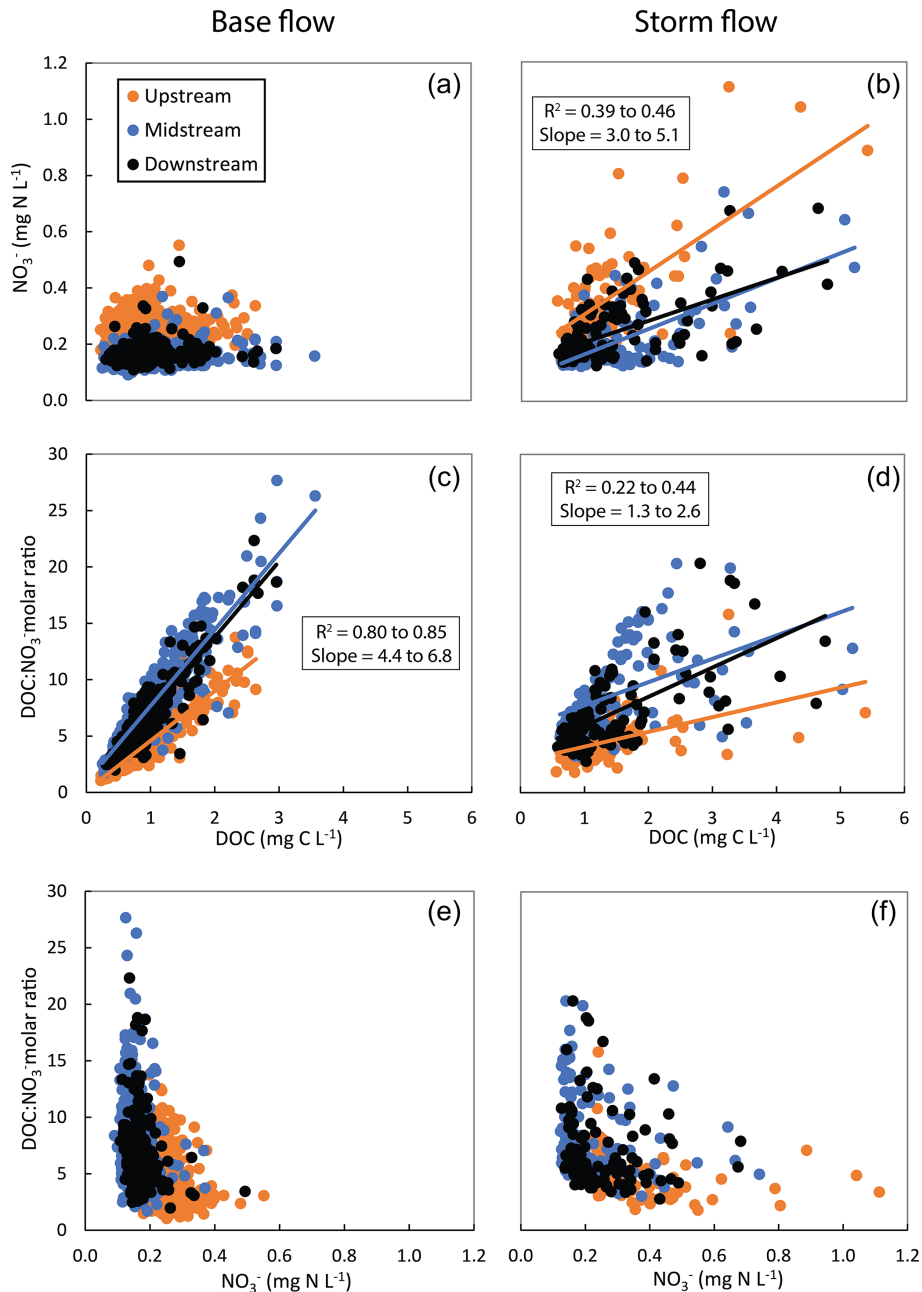 Base flow
Storm flow
(a)
(b)
Upstream
Midstream
Downstream
R² = 0.39 to 0.46
Slope = 3.0 to 5.1
NO₃⁻ (mg N L⁻¹)
1.2
1.0
0.8
0.6
0.4
0.2
0.0
(c)
(d)
R² = 0.80 to 0.85
Slope = 4.4 to 6.8
R² = 0.22 to 0.44
Slope = 1.3 to 2.6
DOC:NO₃⁻molar ratio
30
25
20
15
10
5
0
0 1 2 3 4 5 6
0 1 2 3 4 5 6
DOC (mg C L⁻¹)
DOC (mg C L⁻¹)
(e)
(f)
DOC:NO₃⁻molar ratio
30
25
20
15
10
5
0
0.0 0.2 0.4 0.6 0.8 1.0 1.2
0.0 0.2 0.4 0.6 0.8 1.0 1.2
NO₃⁻ (mg N L⁻¹)
NO₃⁻ (mg N L⁻¹)